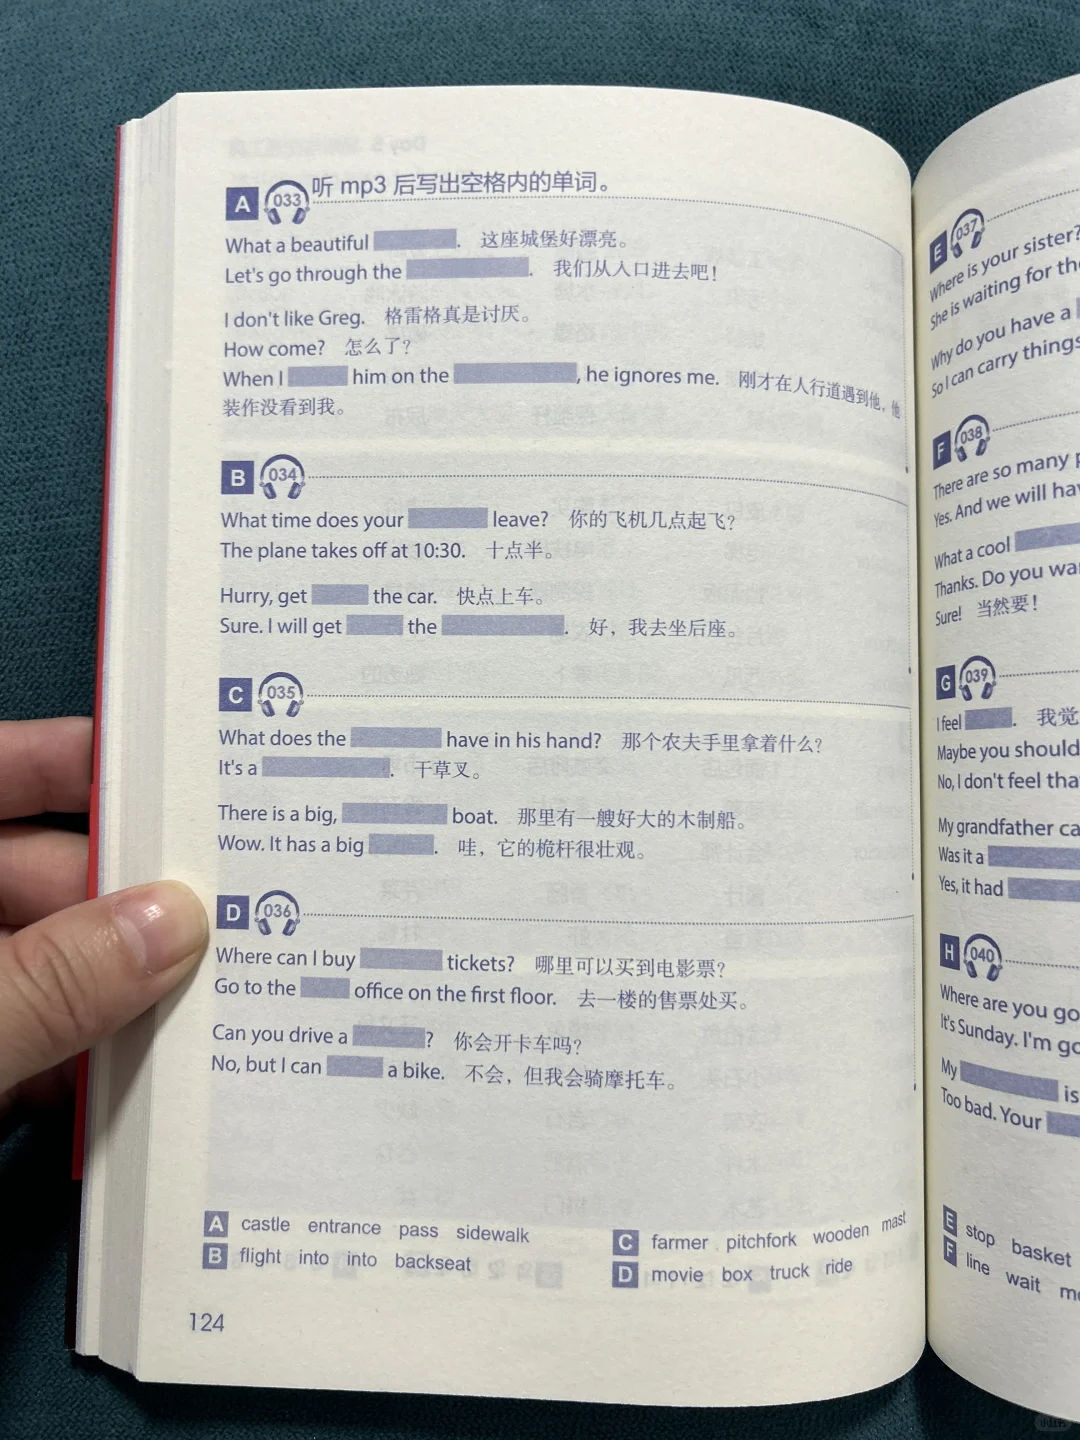 A 033 听 mp3 后写出空格内的单词。
What a beautiful . 这座城堡好漂亮。
Let's go through the . 我们从入口进去吧！
I don't like Greg. 格雷格真是讨厌。
How come? 怎么了？
When I him on the , he ignores me. 刚才在人行道遇到他，他
装作没看到我。
B 034
What time does your leave? 你的飞机几点起飞？
The plane takes off at 10:30. 十点半。
Hurry, get the car. 快点上车。
Sure. I will get the . 好，我去坐后座。
C 035
What does the have in his hand? 那个农夫手里拿着什么？
It's a . 干草叉。
There is a big, boat. 那里有一艘好大的木制船。
Wow. It has a big . 哇，它的桅杆很壮观。
D 036
Where can I buy tickets? 哪里可以买到电影票？
Go to the office on the first floor. 去一楼的售票处买。
Can you drive a ? 你会开卡车吗？
No, but I can a bike. 不会，但我会骑摩托车。
A castle entrance pass sidewalk
B flight into into backseat
C farmer pitchfork wooden mast
D movie box truck ride
124
E 037
Where is your sister?
She is waiting for the
Why do you have a
So I can carry things
F 038
There are so many
Yes. And we will
What a cool
Thanks. Do you
Sure! 当然要！
G 039
I feel . 我觉
Maybe you should
No, I don't feel
My grandfather
Was it a
Yes, it had
H 040
Where are you
It's Sunday. I'm
My is
Too bad. Your
E stop basket
F line wait